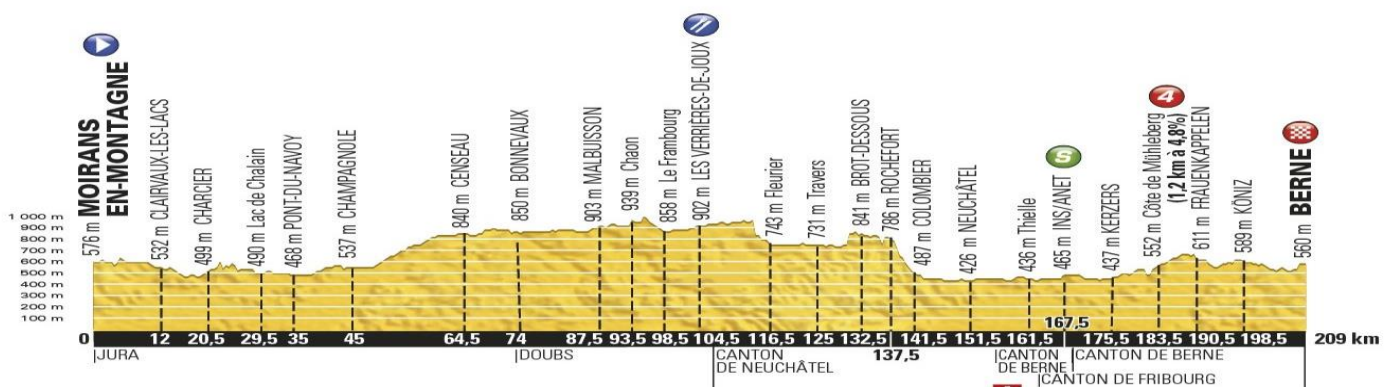 576 m MOIRANS
EN-MONTAGNE
532 m CLAIRVAUX-LES-LACS
499 m CHARCIER
490 m Lac de Chalain
468 m PONT-DU-NAVOY
537 m CHAMPAGNOLE
840 m CENSEAU
850 m BONNEVAUX
903 m MALBUISSON
939 m Chaon
858 m Le Frambourg
902 m LES VERRIÈRES-DE-JOUX
743 m Fleurier
731 m Travers
841 m BROT-DESSOUS
786 m ROCHEFORT
487 m COLOMBIER
426 m NEUCHÂTEL
436 m Thielle
S
465 m INS/ANET
437 m KERZERS
4
552 m Côte de Mühleberg
(1,2 km à 4,8%)
611 m FRAUENKAPPELEN
589 m KÖNIZ
560 m BERNE
1 000 m
900 m
800 m
700 m
600 m
500 m
400 m
300 m
200 m
100 m
0 12 20,5 29,5 35 45 64,5 74 87,5 93,5 98,5 104,5 116,5 125 132,5 137,5 141,5 151,5 161,5 167,5 175,5 183,5 190,5 198,5 209 km
JURA
DOUBS
CANTON
DE NEUCHÂTEL
CANTON
DE BERNE
CANTON DE BERNE
CANTON DE FRIBOURG